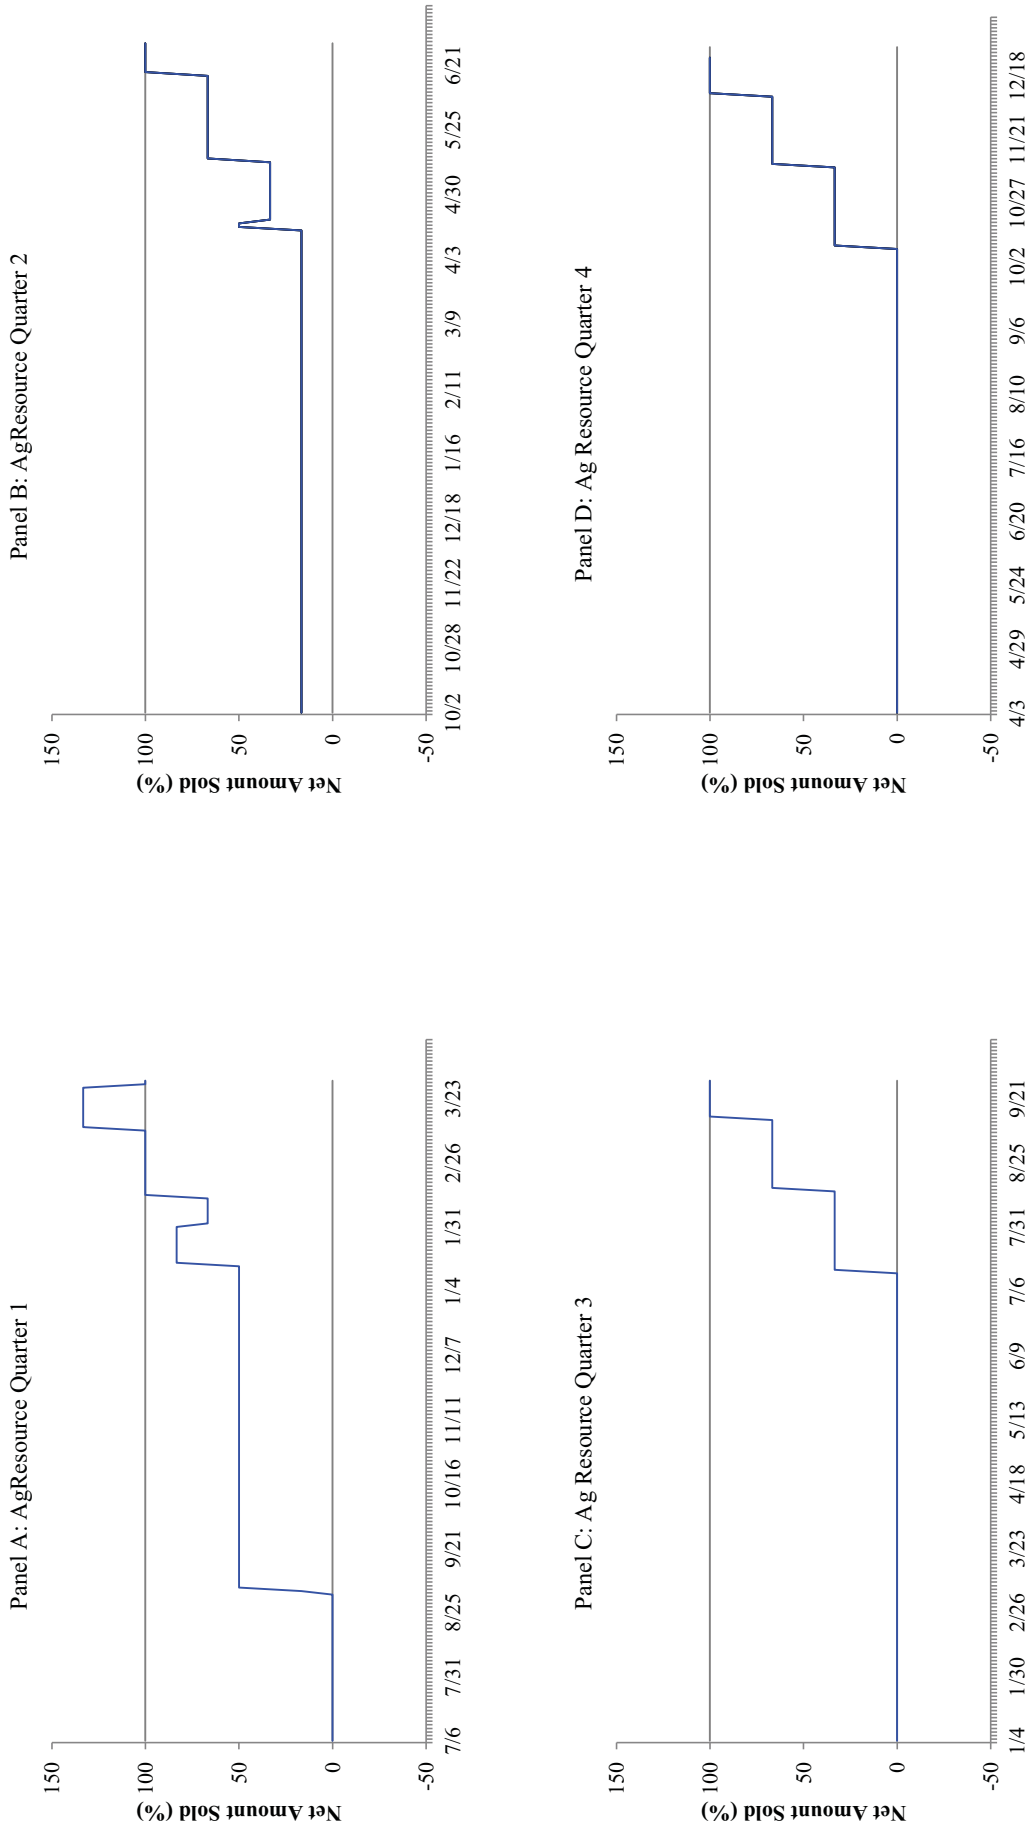 Panel A: AgResource Quarter 1
Net Amount Sold (%)
150
100
50
0
-50
7/6 7/31 8/25 9/21 10/16 11/11 12/7 1/4 1/31 2/26 3/23
Panel B: AgResource Quarter 2
Net Amount Sold (%)
150
100
50
0
-50
10/2 10/28 11/22 12/18 1/16 2/11 3/9 4/3 4/30 5/25 6/21
Panel C: Ag Resource Quarter 3
Net Amount Sold (%)
150
100
50
0
-50
1/4 1/30 2/26 3/23 4/18 5/13 6/9 7/6 7/31 8/25 9/21
Panel D: Ag Resource Quarter 4
Net Amount Sold (%)
150
100
50
0
-50
4/3 4/29 5/24 6/20 7/16 8/10 9/6 10/2 10/27 11/21 12/18